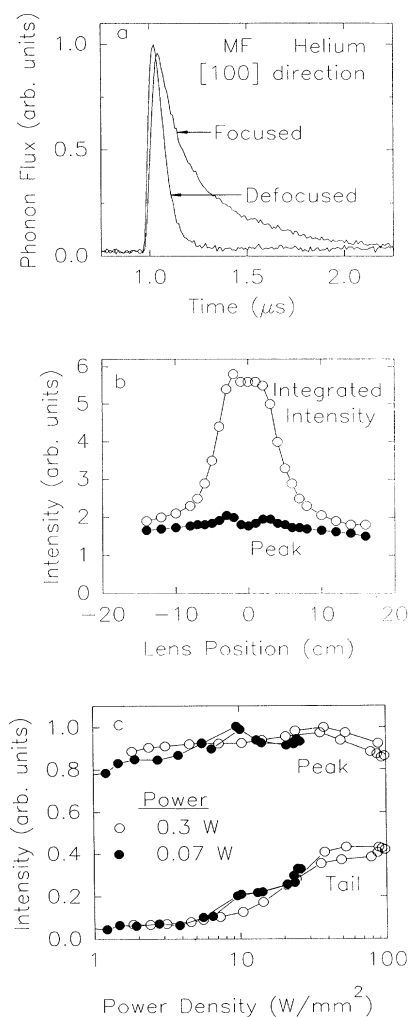 a
MF Helium
[100] direction
Focused
Defocused
Phonon Flux (arb. units)
1.0
0.5
0.0
1.0 1.5 2.0
Time (μs)
b
Integrated
Intensity
Peak
Intensity (arb. units)
6
5
4
3
2
1
0
−20 −10 0 10 20
Lens Position (cm)
c
Peak
Power
0.3 W
0.07 W
Tail
Intensity (arb. units)
1.0
0.8
0.6
0.4
0.2
0.0
1 10 100
Power Density (W/mm²)